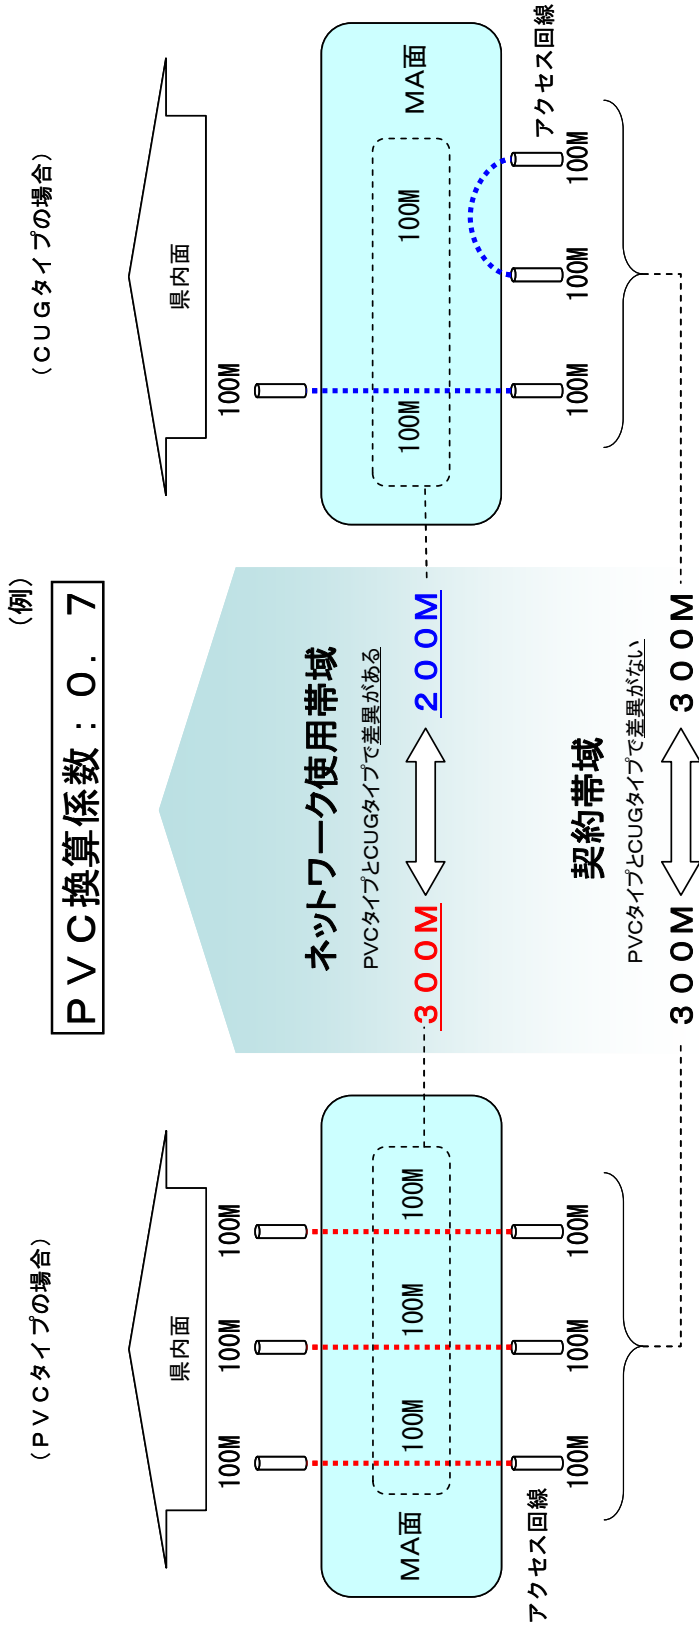 (例)
PVC換算係数:0.7
(PVCタイプの場合)
県内面
100M
100M
100M
MA面
100M
100M
100M
アクセス回線
100M
100M
100M
ネットワーク使用帯域
PVCタイプとCUGタイプで差異がある
300M
200M
契約帯域
PVCタイプとCUGタイプで差異がない
300M
300M
(CUGタイプの場合)
県内面
100M
MA面
100M
100M
アクセス回線
100M
100M
100M